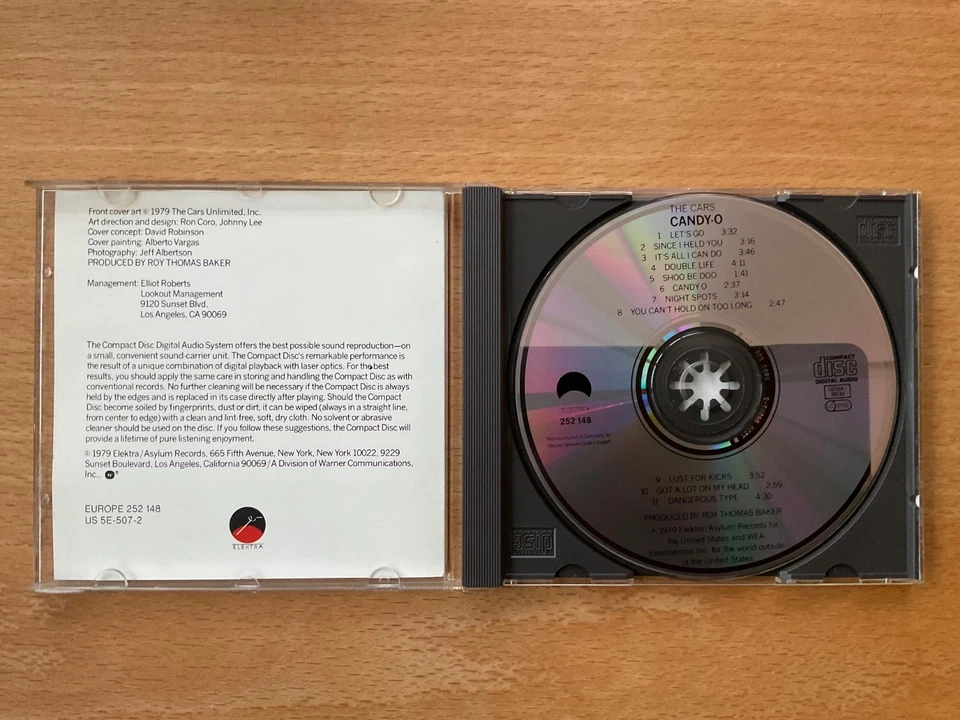 Front cover art ℗ 1979 The Cars Unlimited, Inc.
Art direction and design: Ron Coro, Johnny Lee
Cover concept: David Robinson
Cover painting: Alberto Vargas
Photography: Jeff Albertson
PRODUCED BY ROY THOMAS BAKER
Management: Elliot Roberts
Lookout Management
9120 Sunset Blvd.
Los Angeles, CA 90069
The Compact Disc Digital Audio System offers the best possible sound reproduction—on
a small, convenient sound-carrier unit. The Compact Disc's remarkable performance is
the result of a unique combination of digital playback with laser optics. For the best
results, you should apply the same care in storing and handling the Compact Disc as with
conventional records. No further cleaning will be necessary if the Compact Disc is always
held by the edges and is replaced in its case directly after playing. Should the Compact
Disc become soiled by fingerprints, dust or dirt, it can be wiped (always in a straight line,
from center to edge) with a clean and lint-free, soft, dry cloth. No solvent or abrasive
cleaner should be used on the disc. If you follow these suggestions, the Compact Disc will
provide a lifetime of pure listening enjoyment.
℗ 1979 Elektra/Asylum Records, 665 Fifth Avenue, New York, New York 10022, 9229
Sunset Boulevard, Los Angeles, California 90069/A Division of Warner Communications,
Inc., ®
EUROPE 252 148
US 5E-507-2
ELEKTRA
THE CARS
CANDY-O
1 LET'S GO 3:32
2 SINCE I HELD YOU 3:16
3 IT'S ALL I CAN DO 3:46
4 DOUBLE LIFE 4:11
5 SHOO BE DOO 1:41
6 CANDY O 2:37
7 NIGHT SPOTS 3:14
8 YOU CAN'T HOLD ON TOO LONG 2:47
COMPACT
disc
DIGITAL AUDIO
GEMA
BIEM
ELEKTRA
252 148
Manufactured in Germany by
9 LUST FOR KICKS 3:52
10 GOT A LOT ON MY HEAD 2:59
11 DANGEROUS TYPE 4:30
PRODUCED BY ROY THOMAS BAKER
1979 Elektra/Asylum Records for
the United States and WEA
International Inc. for the world outside
of the United States
disc